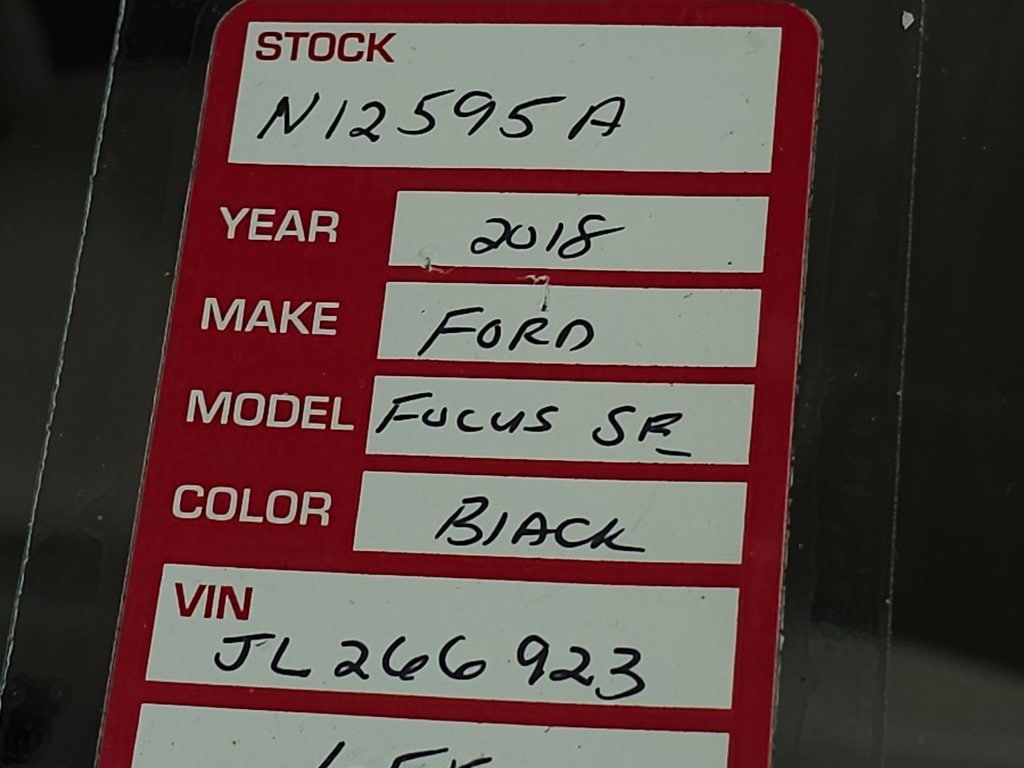 STOCK
N12595A
YEAR 2018
MAKE FORD
MODEL FOCUS SE
COLOR BLACK
VIN
JL266923